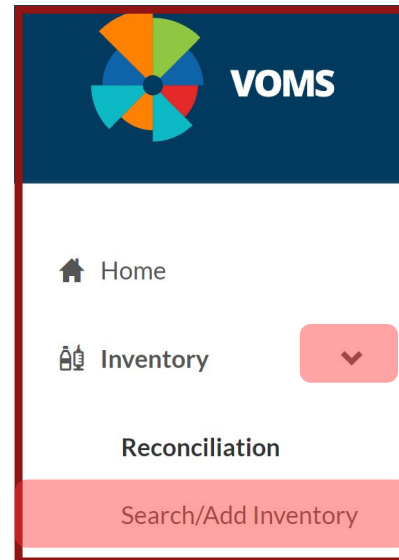 VOMS
Home
Inventory
Reconciliation
Search/Add Inventory